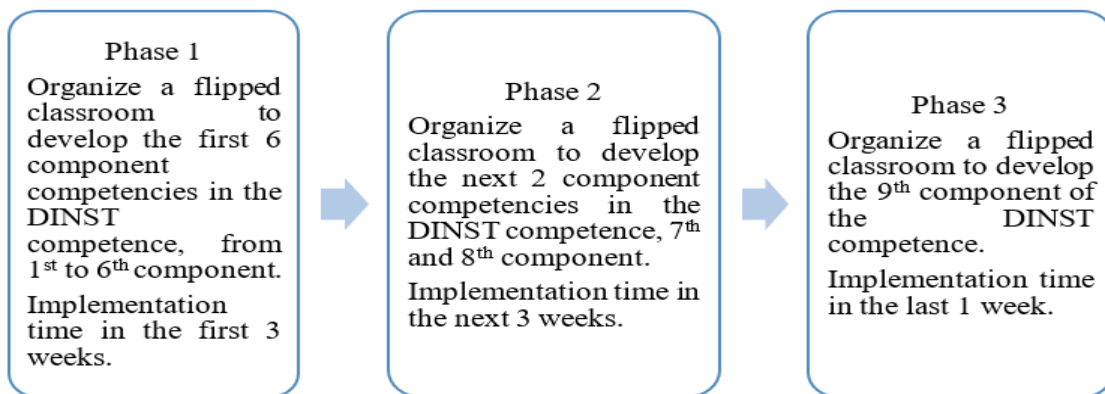 Phase 1
Organize a flipped
classroom to
develop the first 6
component
competencies in the
DINST
competence, from
1st to 6th component.
Implementation
time in the first 3
weeks.
Phase 2
Organize a flipped
classroom to develop
the next 2 component
competencies in the
DINST competence, 7th
and 8th component.
Implementation time in
the next 3 weeks.
Phase 3
Organize a flipped
classroom to develop
the 9th component of
the DINST
competence.
Implementation time
in the last 1 week.